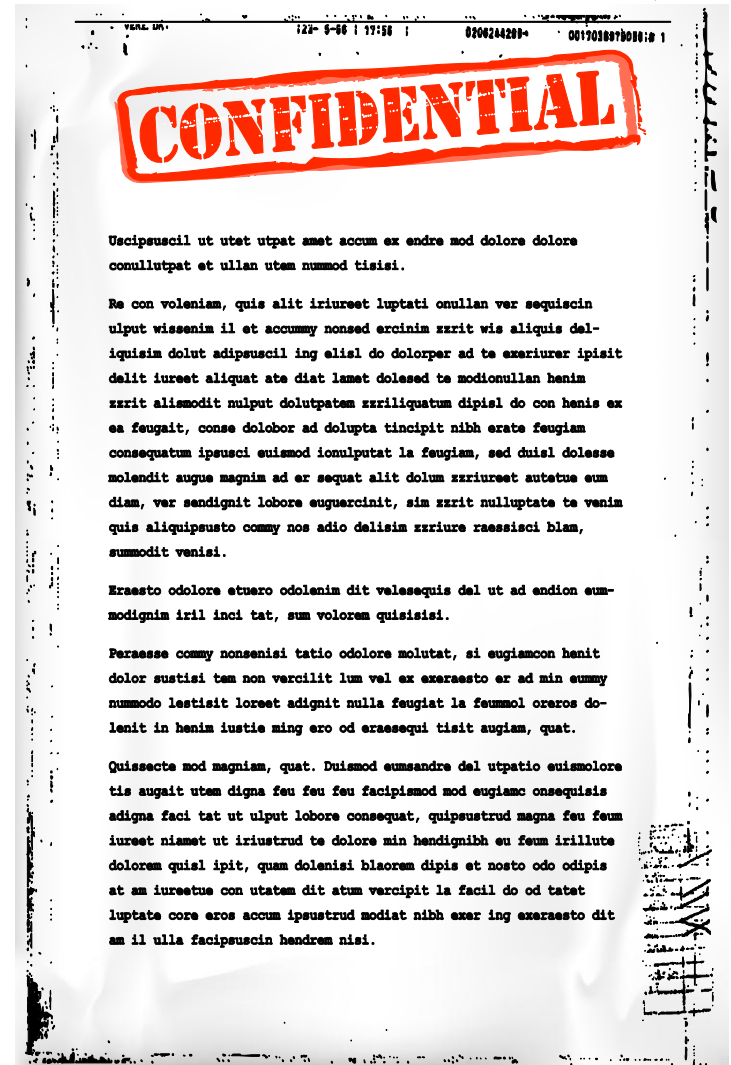 CONFIDENTIAL
Uscipsuscil ut utet utpat amet accum ex endre mod dolore dolore
conullutpat et ullan utem nummod tisisi.
Re con voleniam, quis alit iriureet luptati onullan ver sequiscin
ulput wissenim il et accummy nonsed ercinim zzrit wis aliquis del-
iquisim dolut adipsuscil ing elisl do dolorper ad te exeriurer ipisit
delit iureet aliquat ate diat lamet dolesed te modionullan henim
zzrit alismodit nulput dolutpatem zzriliquatum dipisl do con henis ex
ea feugait, conse dolobor ad dolupta tincipit nibh erate feugiam
consequatum ipsusci euismod ionulputat la feugiam, sed duisl dolesse
molendit augue magnim ad er sequat alit dolum zzriureet autetue eum
diam, ver sendignit lobore euguercinit, sim zzrit nulluptate te venim
quis aliquipsusto commy nos adio delisim zzriure raessisci blam,
summodit venisi.
Eraesto odolore etuero odolenim dit velesequis del ut ad endion eum-
modignim iril inci tat, sum volorem quisisisi.
Peraesse commy nonsenisi tatio odolore molutat, si eugiamcon henit
dolor sustisi tem non vercilit lum vel ex exeraesto er ad min eummy
nummodo lestisit loreet adignit nulla feugiat la feummol oreros do-
lenit in henim iustie ming ero od eraesequi tisit augiam, quat.
Quissecte mod magniam, quat. Duismod eumsandre del utpatio euismolore
tis augait utem digna feu feu feu facipismod mod eugiamc onsequisis
adigna faci tat ut ulput lobore consequat, quipsustrud magna feu feum
iureet niamet ut iriustrud te dolore min hendignibh eu feum irillute
dolorem quisl ipit, quam dolenisi blaorem dipis et nosto odo odipis
at am iureetue con utatem dit atum vercipit la facil do od tatet
luptate core eros accum ipsustrud modiat nibh exer ing exeraesto dit
am il ulla facipsuscin hendrem nisi.